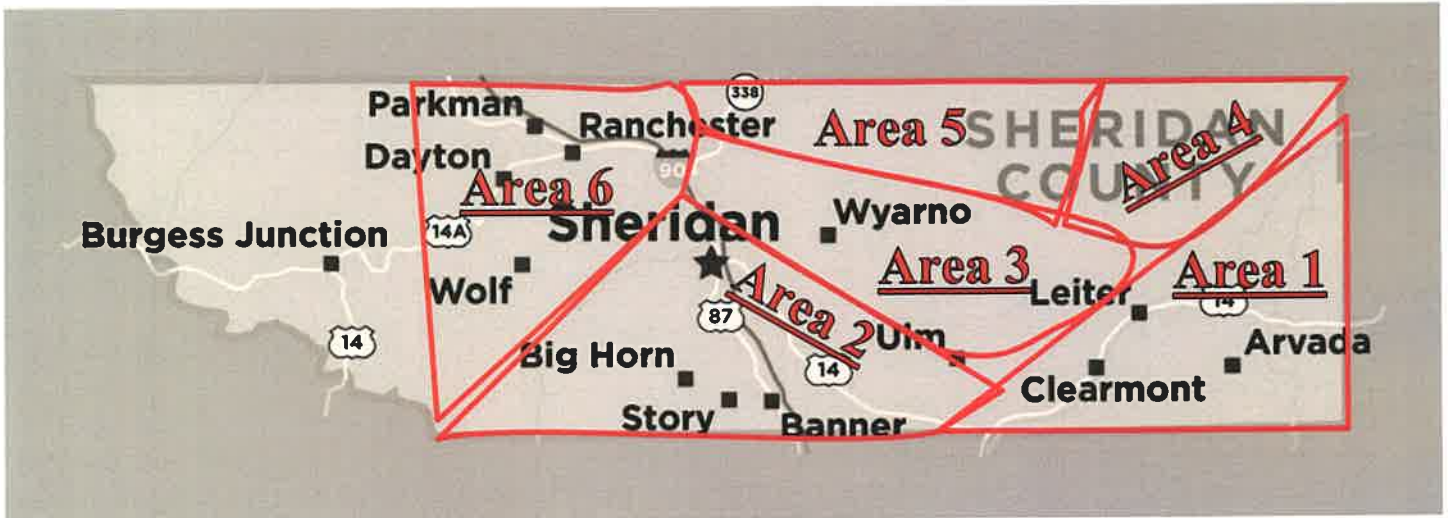 Parkman
338
Ranchester
Area 5
SHERIDAN
COUNTY
Area 4
Dayton
90
Area 6
Sheridan
Wyarno
Burgess Junction
14A
Wolf
Area 3
Leiter
Area 1
14
87
Area 2
Ulm
14
14
Big Horn
Arvada
Clearmont
Story
Banner